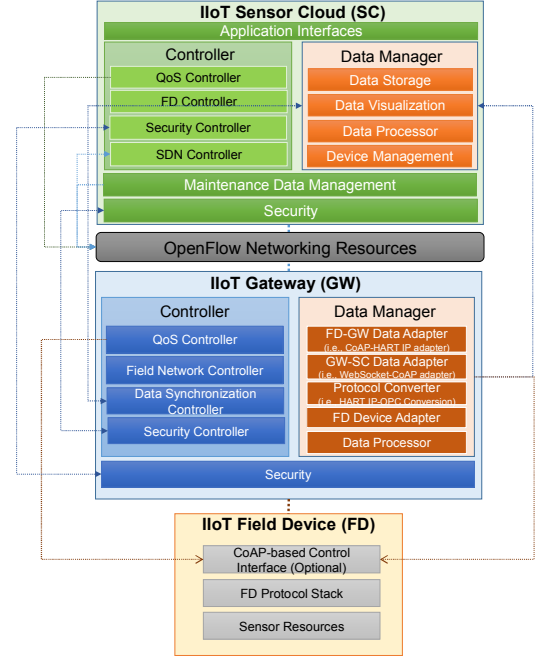 IIoT Sensor Cloud (SC)
Application Interfaces
Controller
QoS Controller
FD Controller
Security Controller
SDN Controller
Data Manager
Data Storage
Data Visualization
Data Processor
Device Management
Maintenance Data Management
Security
OpenFlow Networking Resources
IIoT Gateway (GW)
Controller
QoS Controller
Field Network Controller
Data Synchronization
Controller
Security Controller
Data Manager
FD-GW Data Adapter
(i.e., CoAP-HART IP adapter)
GW-SC Data Adapter
(i.e., WebSocket-CoAP adapter)
Protocol Converter
(i.e., HART IP-OPC Conversion)
FD Device Adapter
Data Processor
Security
IIoT Field Device (FD)
CoAP-based Control
Interface (Optional)
FD Protocol Stack
Sensor Resources